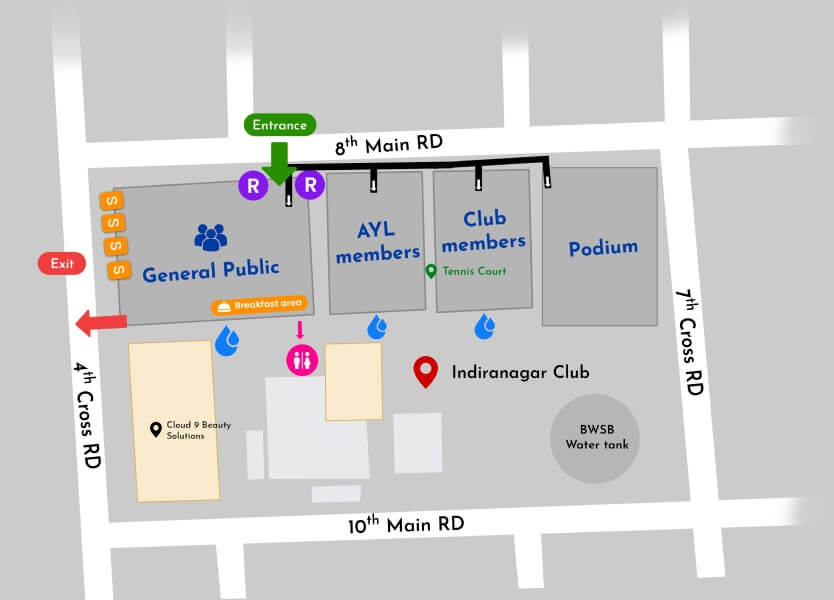 Entrance
8th Main RD
R
R
S
S
S
S
AYL
members
Club
members
Podium
General Public
Exit
Tennis Court
Breakfast area
7th Cross RD
4th Cross RD
Indiranagar Club
Cloud 9 Beauty
Solutions
BWSB
Water tank
10th Main RD